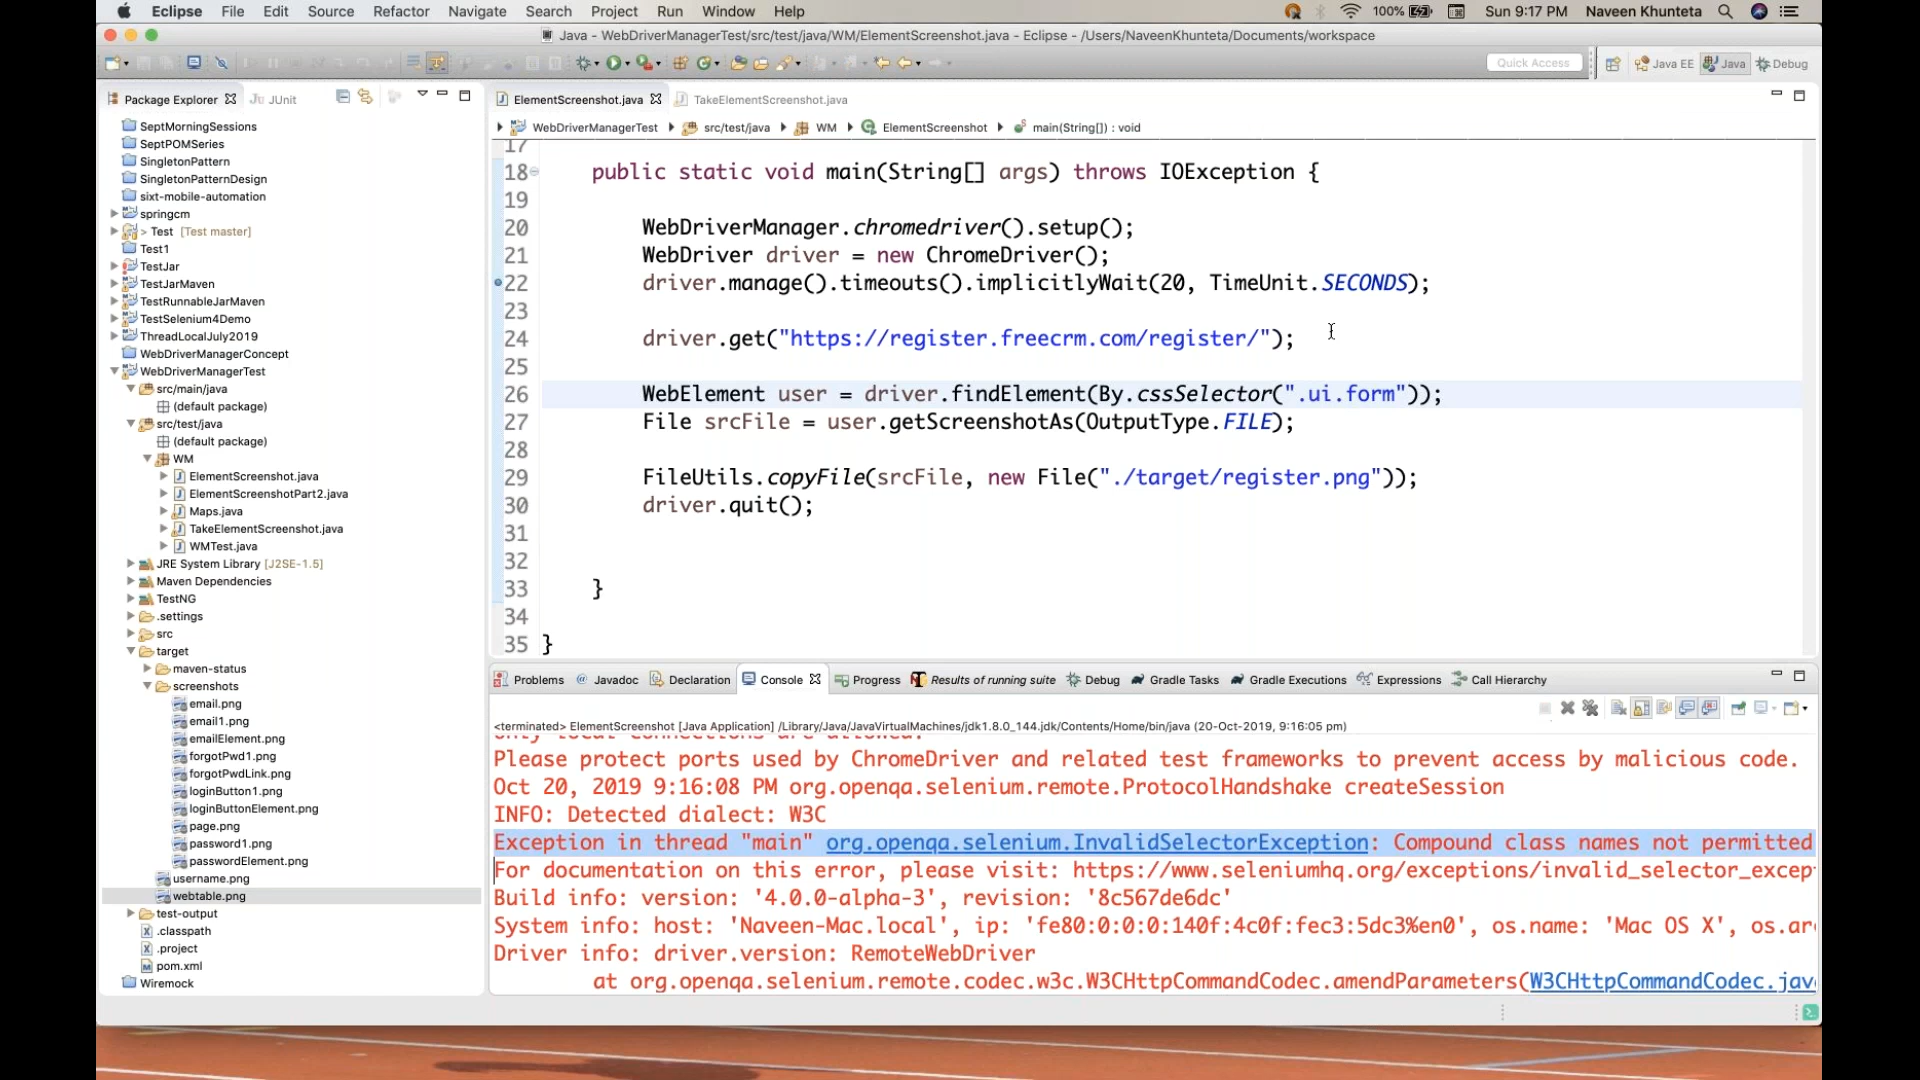 Eclipse File Edit Source Refactor Navigate Search Project Run Window Help 100% Sun 9:17 PM Naveen Khunteta
Java - WebDriverManagerTest/src/test/java/WM/ElementScreenshot.java - Eclipse - /Users/NaveenKhunteta/Documents/workspace
Quick Access Java EE Java Debug
Package Explorer JUnit
SeptMorningSessions
SeptPOMSeries
SingletonPattern
SingletonPatternDesign
sixt-mobile-automation
springcm
> Test [Test master]
Test1
TestJar
TestJarMaven
TestRunnableJarMaven
TestSelenium4Demo
ThreadLocalJuly2019
WebDriverManagerConcept
WebDriverManagerTest
src/main/java
(default package)
src/test/java
(default package)
WM
ElementScreenshot.java
ElementScreenshotPart2.java
Maps.java
TakeElementScreenshot.java
WMTest.java
JRE System Library [J2SE-1.5]
Maven Dependencies
TestNG
.settings
src
target
maven-status
screenshots
email.png
email1.png
emailElement.png
forgotPwd1.png
forgotPwdLink.png
loginButton1.png
loginButtonElement.png
page.png
password1.png
passwordElement.png
username.png
webtable.png
test-output
.classpath
.project
pom.xml
Wiremock
ElementScreenshot.java TakeElementScreenshot.java
WebDriverManagerTest src/test/java WM ElementScreenshot main(String[]) : void
17
18 public static void main(String[] args) throws IOException {
19
20 WebDriverManager.chromedriver().setup();
21 WebDriver driver = new ChromeDriver();
22 driver.manage().timeouts().implicitlyWait(20, TimeUnit.SECONDS);
23
24 driver.get("https://register.freecrm.com/register/");
25
26 WebElement user = driver.findElement(By.cssSelector(".ui.form"));
27 File srcFile = user.getScreenshotAs(OutputType.FILE);
28
29 FileUtils.copyFile(srcFile, new File("./target/register.png"));
30 driver.quit();
31
32
33 }
34
35 }
Problems Javadoc Declaration Console Progress Results of running suite Debug Gradle Tasks Gradle Executions Expressions Call Hierarchy
<terminated> ElementScreenshot [Java Application] /Library/Java/JavaVirtualMachines/jdk1.8.0_144.jdk/Contents/Home/bin/java (20-Oct-2019, 9:16:05 pm)
Only local connections are allowed.
Please protect ports used by ChromeDriver and related test frameworks to prevent access by malicious code.
Oct 20, 2019 9:16:08 PM org.openqa.selenium.remote.ProtocolHandshake createSession
INFO: Detected dialect: W3C
Exception in thread "main" org.openqa.selenium.InvalidSelectorException: Compound class names not permitted
For documentation on this error, please visit: https://www.seleniumhq.org/exceptions/invalid_selector_excep
Build info: version: '4.0.0-alpha-3', revision: '8c567de6dc'
System info: host: 'Naveen-Mac.local', ip: 'fe80:0:0:0:140f:4c0f:fec3:5dc3%en0', os.name: 'Mac OS X', os.ar
Driver info: driver.version: RemoteWebDriver
at org.openqa.selenium.remote.codec.w3c.W3CHttpCommandCodec.amendParameters(W3CHttpCommandCodec.jav